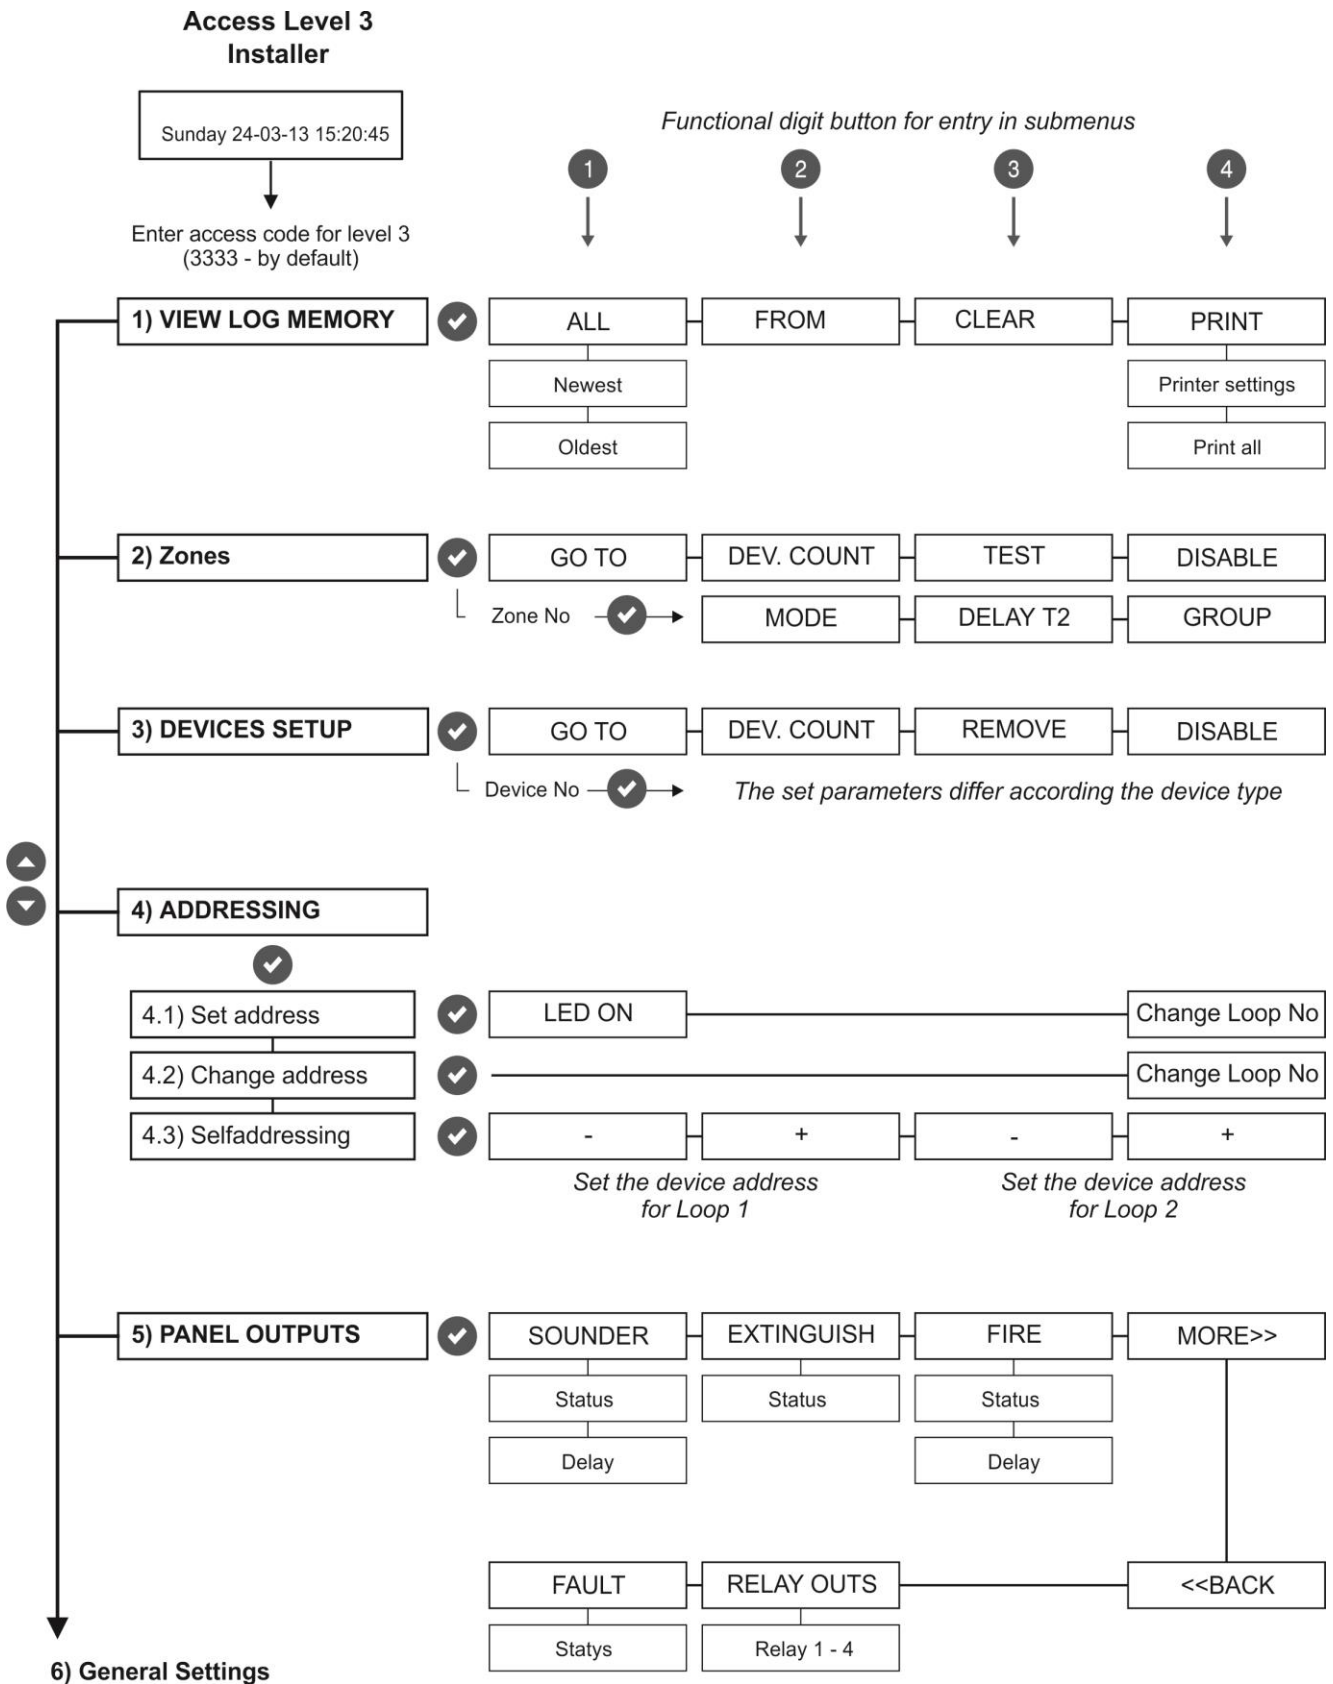 Access Level 3
Installer
Sunday 24-03-13 15:20:45
Functional digit button for entry in submenus
1 2 3 4
Enter access code for level 3
(3333 - by default)
1) VIEW LOG MEMORY ALL FROM CLEAR PRINT
Newest Printer settings
Oldest Print all
2) Zones GO TO DEV. COUNT TEST DISABLE
Zone No MODE DELAY T2 GROUP
3) DEVICES SETUP GO TO DEV. COUNT REMOVE DISABLE
Device No The set parameters differ according the device type
4) ADDRESSING
4.1) Set address LED ON Change Loop No
4.2) Change address Change Loop No
4.3) Selfaddressing - + - +
Set the device address Set the device address
for Loop 1 for Loop 2
5) PANEL OUTPUTS SOUNDER EXTINGUISH FIRE MORE>>
Status Status Status
Delay Delay
FAULT RELAY OUTS <<BACK
Statys Relay 1 - 4
6) General Settings